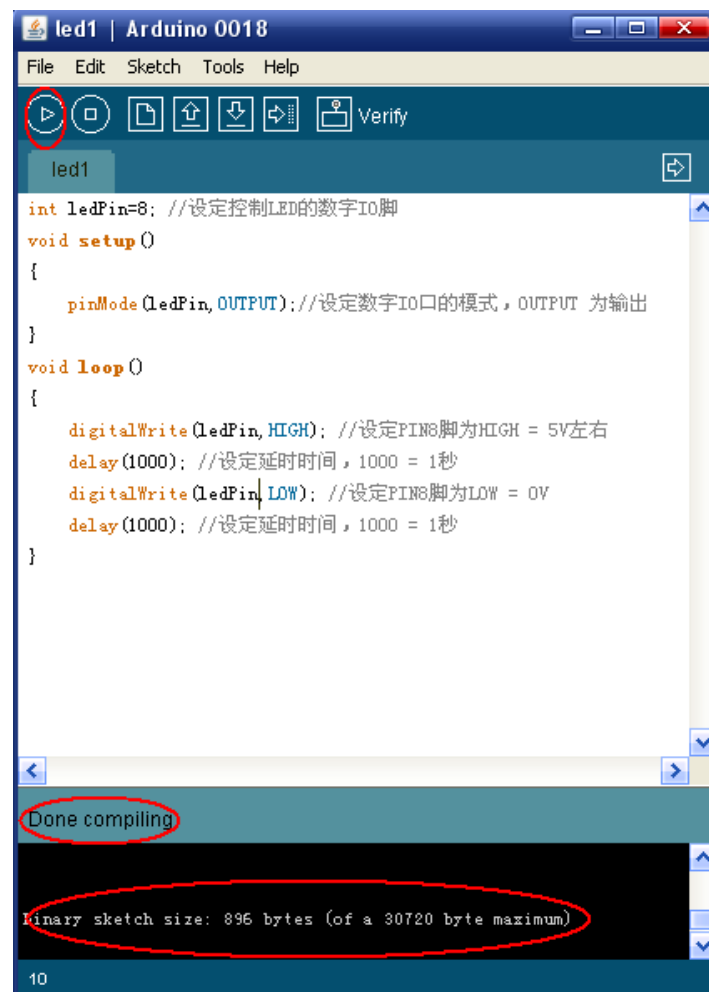 led1 | Arduino 0018
File Edit Sketch Tools Help
Verify
led1
int ledPin=8; //设定控制LED的数字IO脚
void setup()
{
pinMode(ledPin,OUTPUT);//设定数字IO口的模式，OUTPUT 为输出
}
void loop()
{
digitalWrite(ledPin,HIGH); //设定PIN8脚为HIGH = 5V左右
delay(1000); //设定延时时间，1000 = 1秒
digitalWrite(ledPin,LOW); //设定PIN8脚为LOW = 0V
delay(1000); //设定延时时间，1000 = 1秒
}
Done compiling
Binary sketch size: 896 bytes (of a 30720 byte maximum)
10